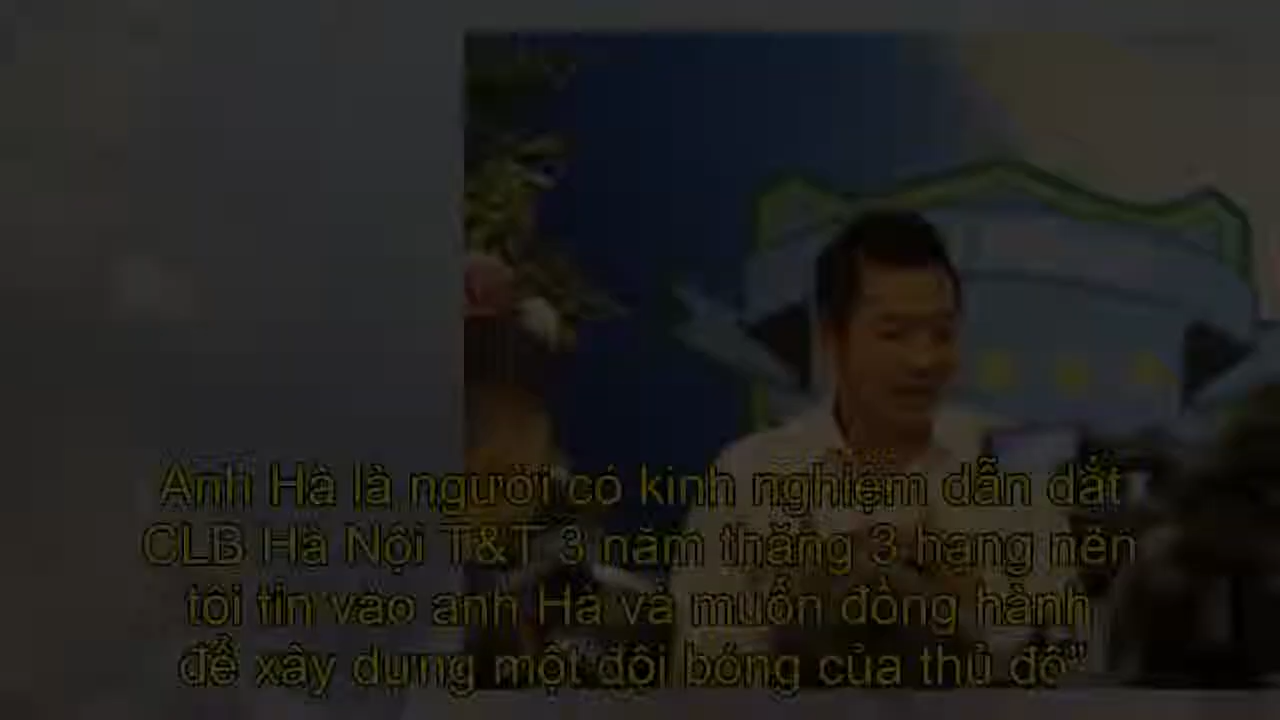 Anh Hà là người có kinh nghiệm dẫn dắt
CLB Hà Nội T&T 3 năm thăng 3 hạng nên
tôi tin vào anh Hà và muốn đồng hành
để xây dựng một đội bóng của thủ đô"